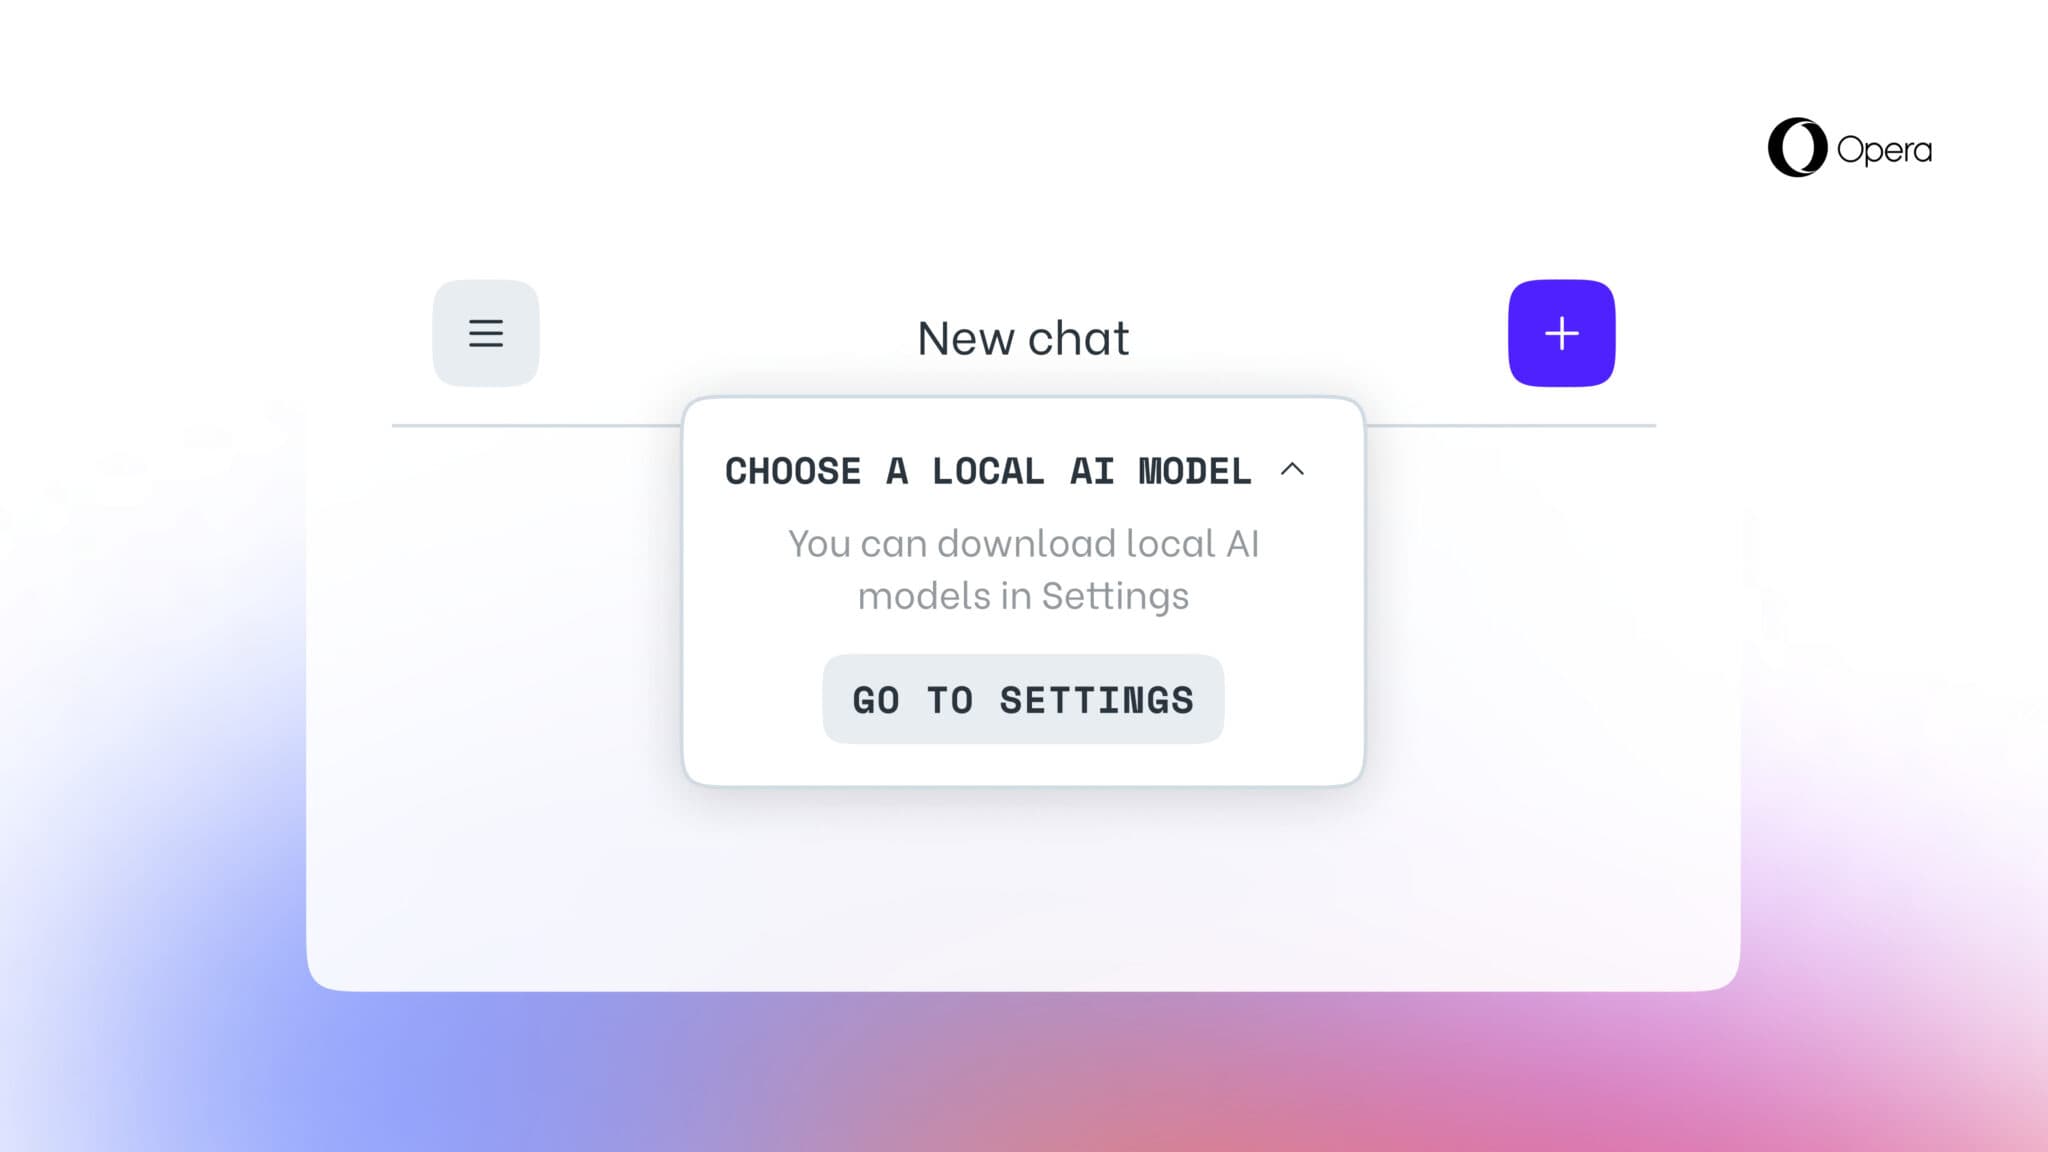 Opera
New chat
CHOOSE A LOCAL AI MODEL
You can download local AI
models in Settings
GO TO SETTINGS